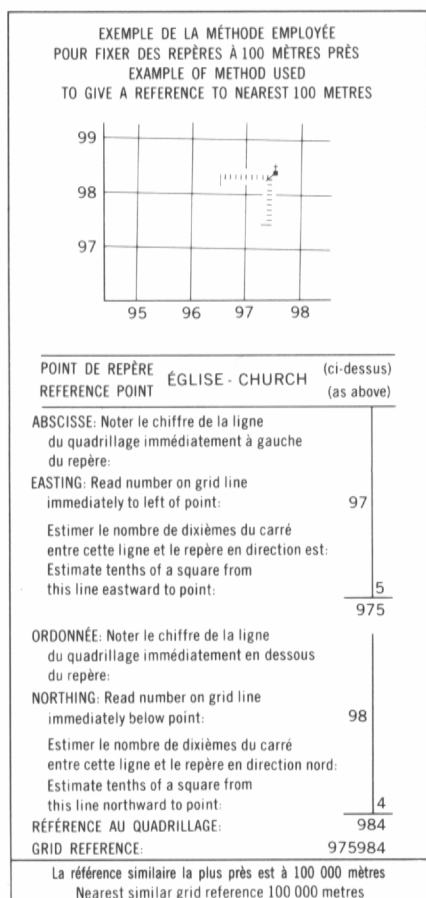 EXEMPLE DE LA MÉTHODE EMPLOYÉE
POUR FIXER DES REPÈRES À 100 MÈTRES PRÈS
EXAMPLE OF METHOD USED
TO GIVE A REFERENCE TO NEAREST 100 METRES
99
98
97
95 96 97 98
POINT DE REPÈRE
REFERENCE POINT
ÉGLISE - CHURCH
(ci-dessus)
(as above)
ABSCISSE: Noter le chiffre de la ligne
du quadrillage immédiatement à gauche
du repère:
EASTING: Read number on grid line
immediately to left of point: 97
Estimer le nombre de dixièmes du carré
entre cette ligne et le repère en direction est:
Estimate tenths of a square from
this line eastward to point: 5
975
ORDONNÉE: Noter le chiffre de la ligne
du quadrillage immédiatement en dessous
du repère:
NORTHING: Read number on grid line
immediately below point: 98
Estimer le nombre de dixièmes du carré
entre cette ligne et le repère en direction nord:
Estimate tenths of a square from
this line northward to point: 4
RÉFÉRENCE AU QUADRILLAGE: 984
GRID REFERENCE: 975984
La référence similaire la plus près est à 100 000 mètres
Nearest similar grid reference 100 000 metres